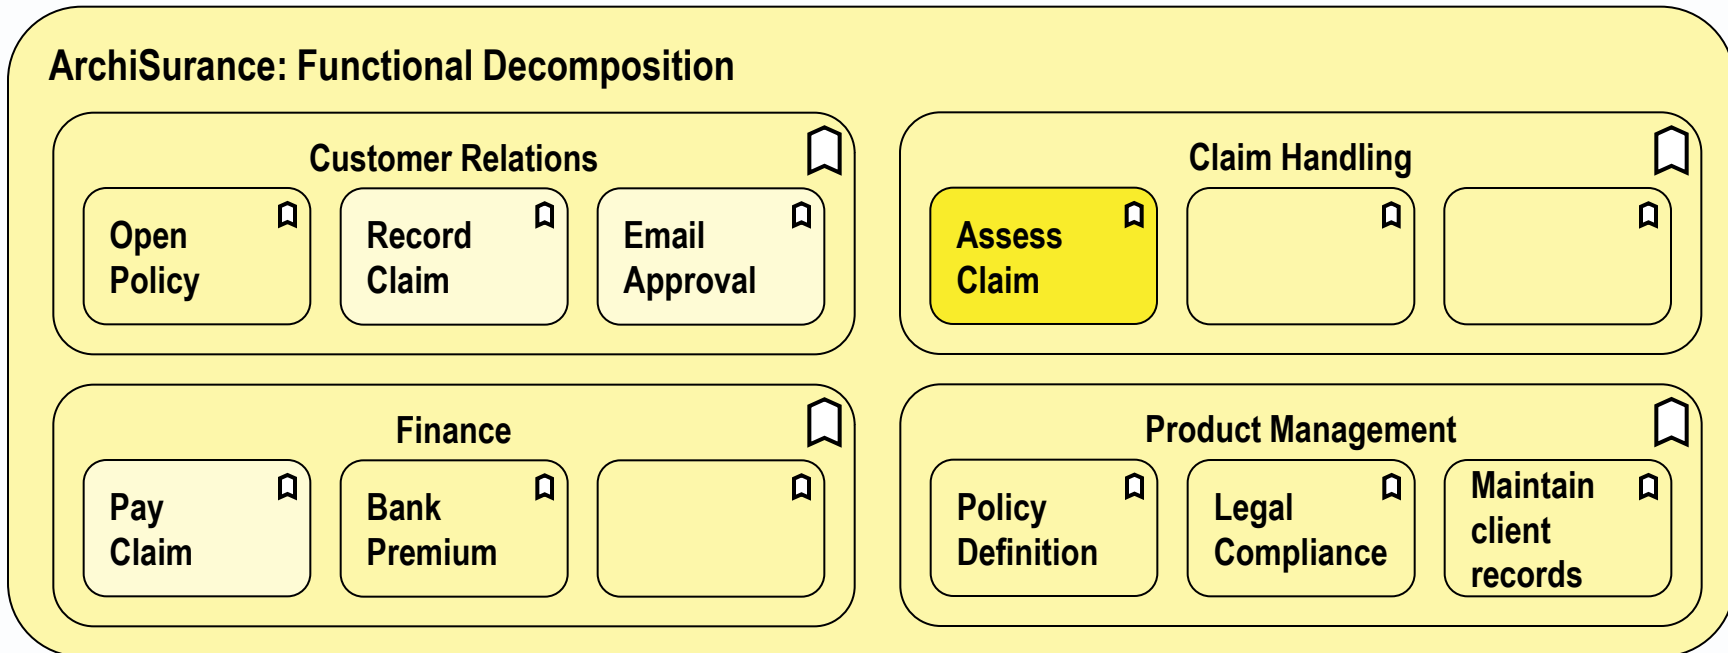 ArchiSurance: Functional Decomposition
Customer Relations
Open
Policy
Record
Claim
Email
Approval
Claim Handling
Assess
Claim
Finance
Pay
Claim
Bank
Premium
Product Management
Policy
Definition
Legal
Compliance
Maintain
client
records